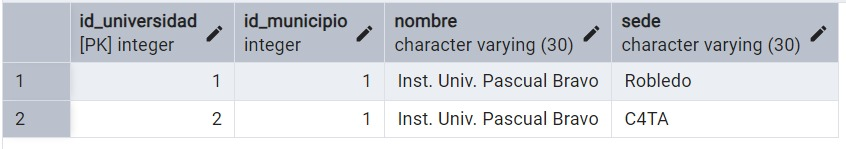 id_universidad id_municipio nombre sede
[PK] integer integer character varying (30) character varying (30)
1 1 1 Inst. Univ. Pascual Bravo Robledo
2 2 1 Inst. Univ. Pascual Bravo C4TA